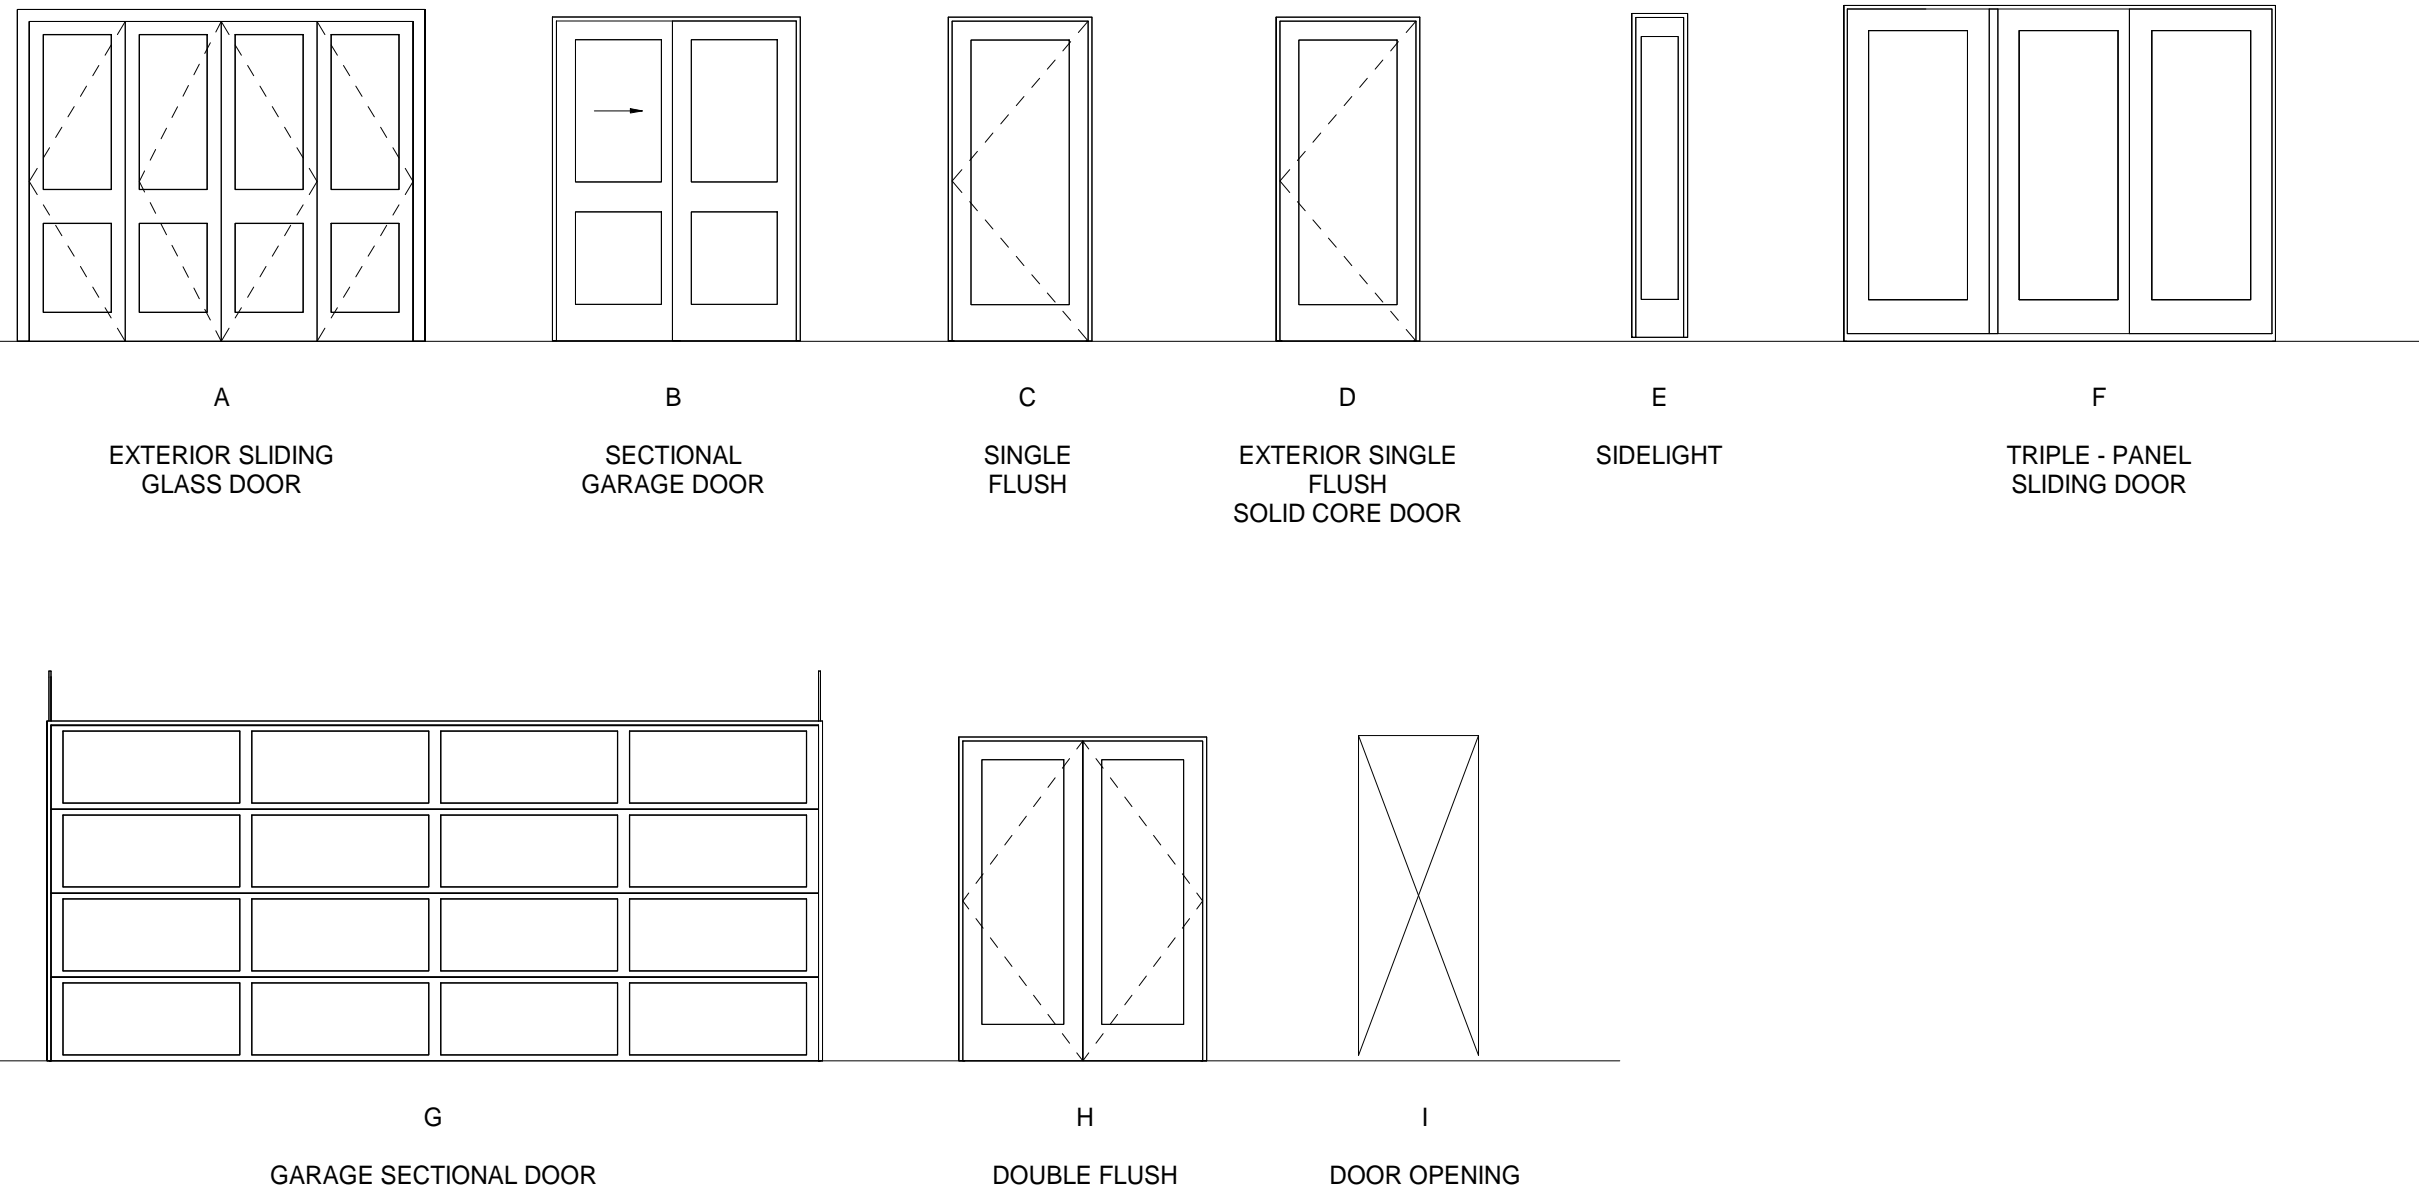 A
EXTERIOR SLIDING
GLASS DOOR
B
SECTIONAL
GARAGE DOOR
C
SINGLE
FLUSH
D
EXTERIOR SINGLE
FLUSH
SOLID CORE DOOR
E
SIDELIGHT
F
TRIPLE - PANEL
SLIDING DOOR
G
GARAGE SECTIONAL DOOR
H
DOUBLE FLUSH
I
DOOR OPENING